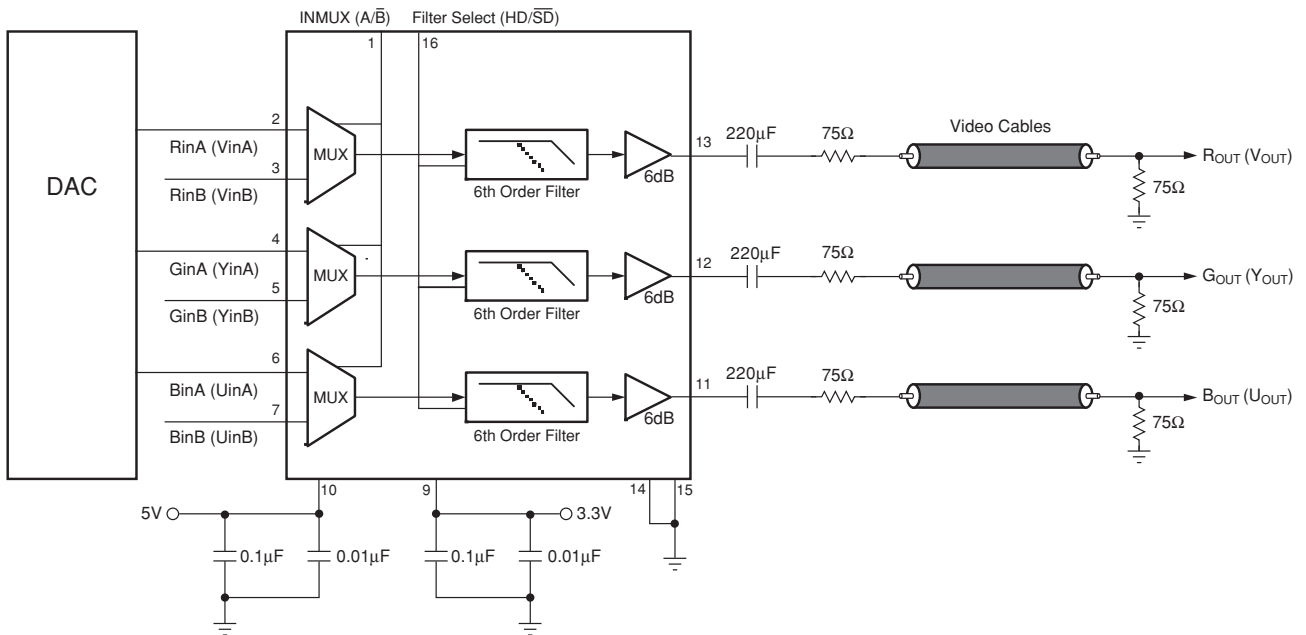 INMUX (A/B̅) Filter Select (HD/S̅D̅)
1 16
DAC
2
RinA (VinA)
3
RinB (VinB)
MUX
6th Order Filter
6dB
13
220µF
75Ω
Video Cables
ROUT (VOUT)
75Ω
4
GinA (YinA)
5
GinB (YinB)
MUX
6th Order Filter
6dB
12
220µF
75Ω
GOUT (YOUT)
75Ω
6
BinA (UinA)
7
BinB (UinB)
MUX
6th Order Filter
6dB
11
220µF
75Ω
BOUT (UOUT)
75Ω
10 9 14 15
5V 3.3V
0.1µF 0.01µF 0.1µF 0.01µF